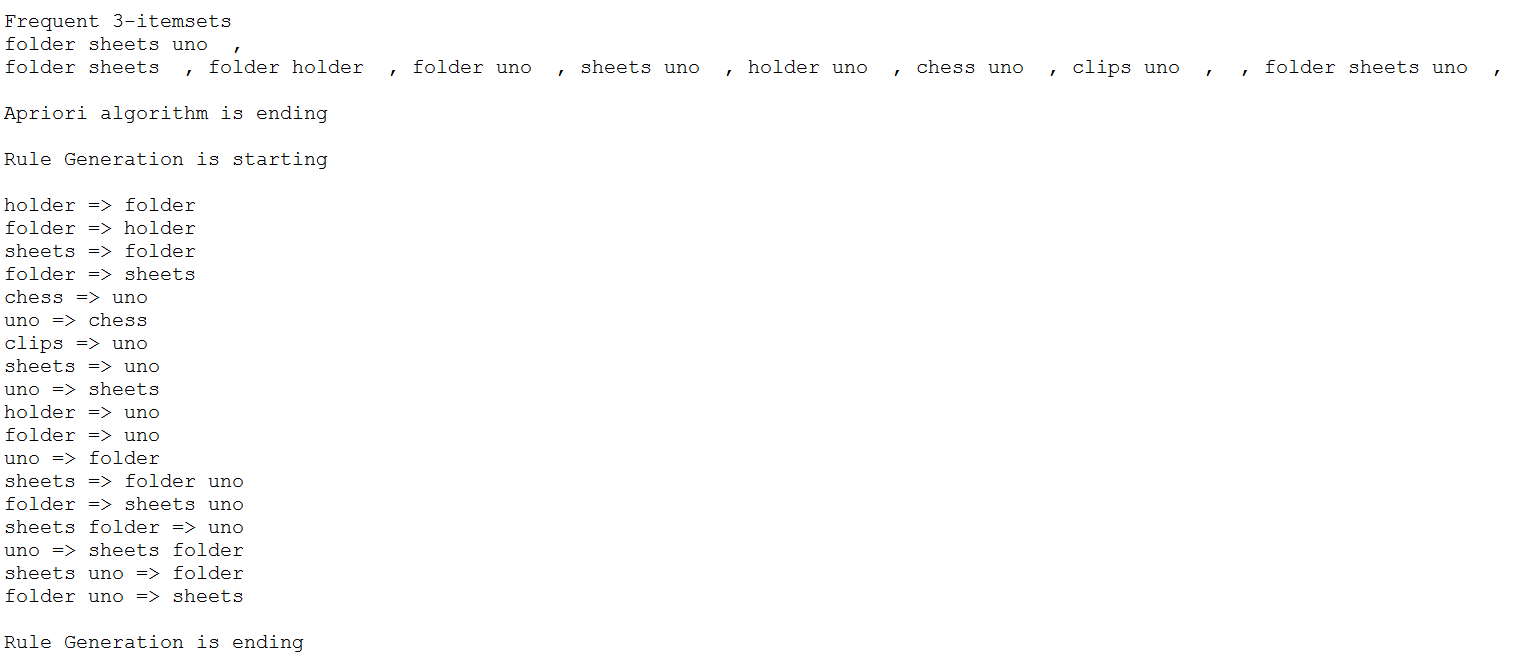 Frequent 3-itemsets
folder sheets uno  ,
folder sheets  , folder holder  , folder uno  , sheets uno  , holder uno  , chess uno  , clips uno  ,  , folder sheets uno  ,
Apriori algorithm is ending
Rule Generation is starting
holder => folder
folder => holder
sheets => folder
folder => sheets
chess => uno
uno => chess
clips => uno
sheets => uno
uno => sheets
holder => uno
folder => uno
uno => folder
sheets => folder uno
folder => sheets uno
sheets folder => uno
uno => sheets folder
sheets uno => folder
folder uno => sheets
Rule Generation is ending